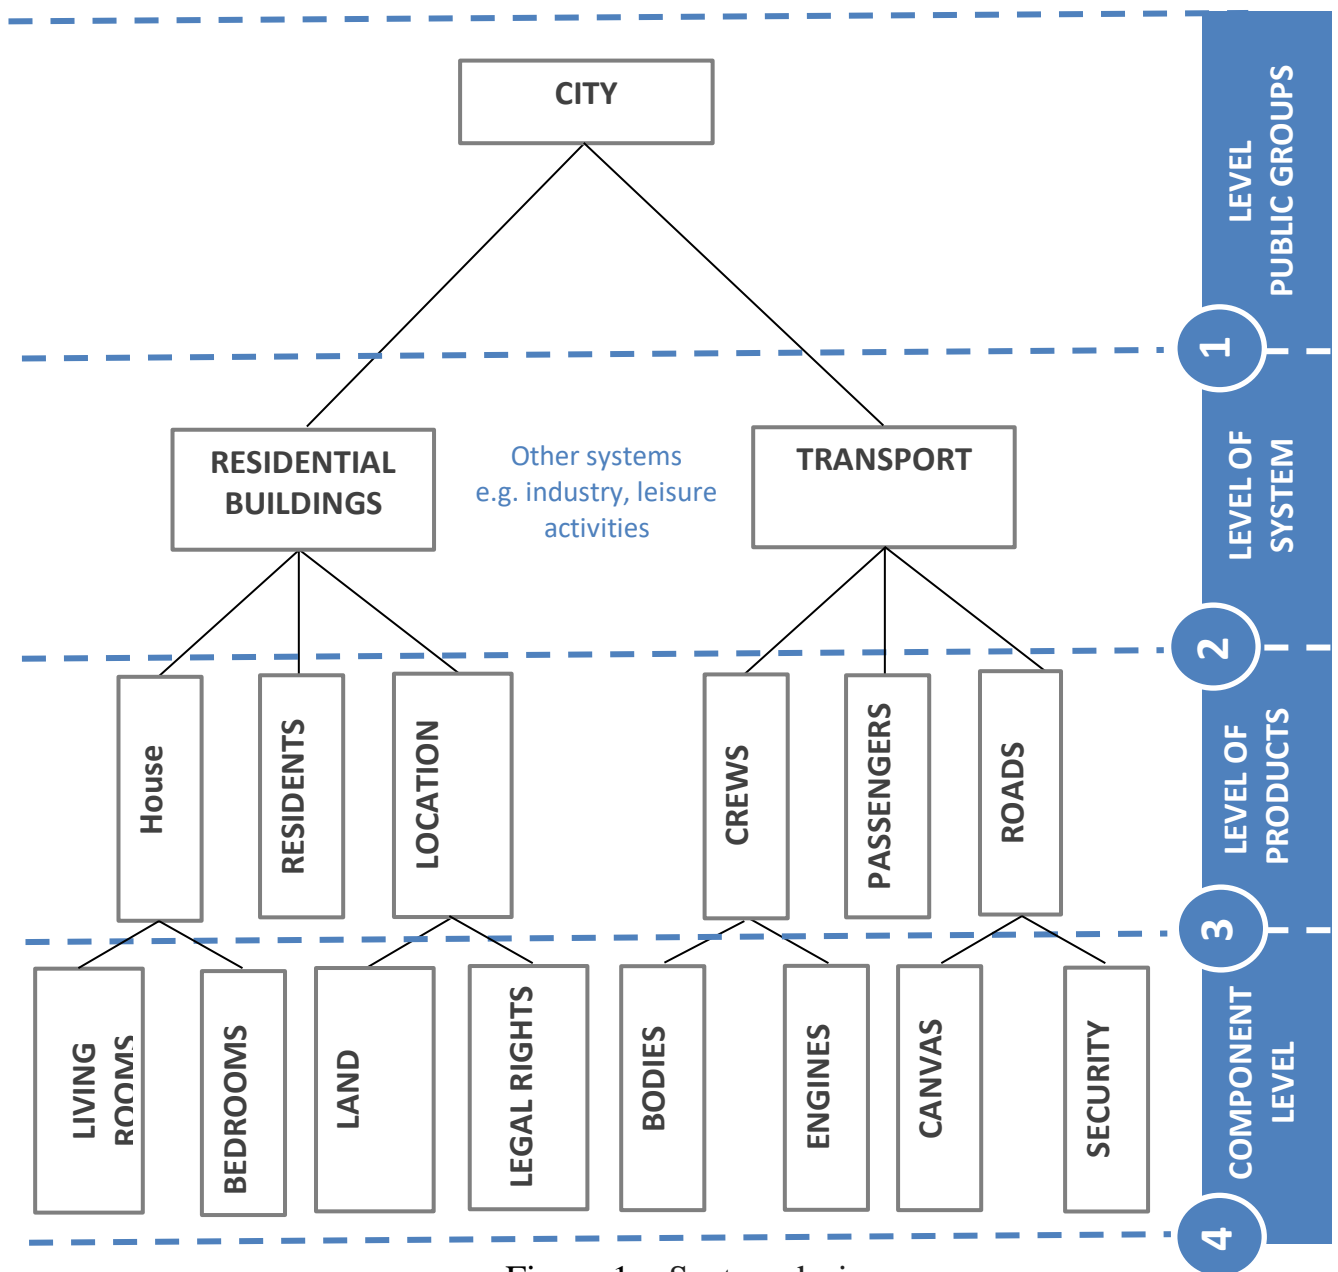 CITY
LEVEL
PUBLIC GROUPS
1
RESIDENTIAL
BUILDINGS
Other systems
e.g. industry, leisure
activities
TRANSPORT
LEVEL OF
SYSTEM
2
House
RESIDENTS
LOCATION
CREWS
PASSENGERS
ROADS
LEVEL OF
PRODUCTS
3
LIVING
ROOMS
BEDROOMS
LAND
LEGAL RIGHTS
BODIES
ENGINES
CANVAS
SECURITY
COMPONENT
LEVEL
4
Figure 1